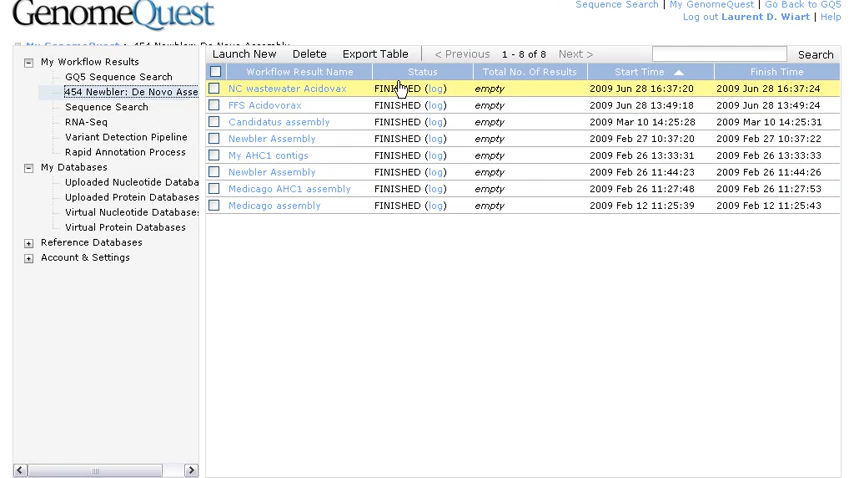 GenomeQuest
Sequence Search | My GenomeQuest | Go Back to GQ5
Log out Laurent D. Wiart | Help
My GenomeQuest > 454 Newbler: De Novo Assembly
Launch New Delete Export Table < Previous 1 - 8 of 8 Next > Search
My Workflow Results
GQ5 Sequence Search
454 Newbler: De Novo Asse
Sequence Search
RNA-Seq
Variant Detection Pipeline
Rapid Annotation Process
My Databases
Uploaded Nucleotide Databa
Uploaded Protein Databases
Virtual Nucleotide Databases
Virtual Protein Databases
Reference Databases
Account & Settings
Workflow Result Name Status Total No. Of Results Start Time Finish Time
NC wastewater Acidovax FINISHED (log) empty 2009 Jun 28 16:37:20 2009 Jun 28 16:37:24
FFS Acidovorax FINISHED (log) empty 2009 Jun 28 13:49:18 2009 Jun 28 13:49:24
Candidatus assembly FINISHED (log) empty 2009 Mar 10 14:25:28 2009 Mar 10 14:25:31
Newbler Assembly FINISHED (log) empty 2009 Feb 27 10:37:20 2009 Feb 27 10:37:22
My AHC1 contigs FINISHED (log) empty 2009 Feb 26 13:33:31 2009 Feb 26 13:33:33
Newbler Assembly FINISHED (log) empty 2009 Feb 26 11:44:23 2009 Feb 26 11:44:26
Medicago AHC1 assembly FINISHED (log) empty 2009 Feb 26 11:27:48 2009 Feb 26 11:27:53
Medicago assembly FINISHED (log) empty 2009 Feb 12 11:25:39 2009 Feb 12 11:25:43